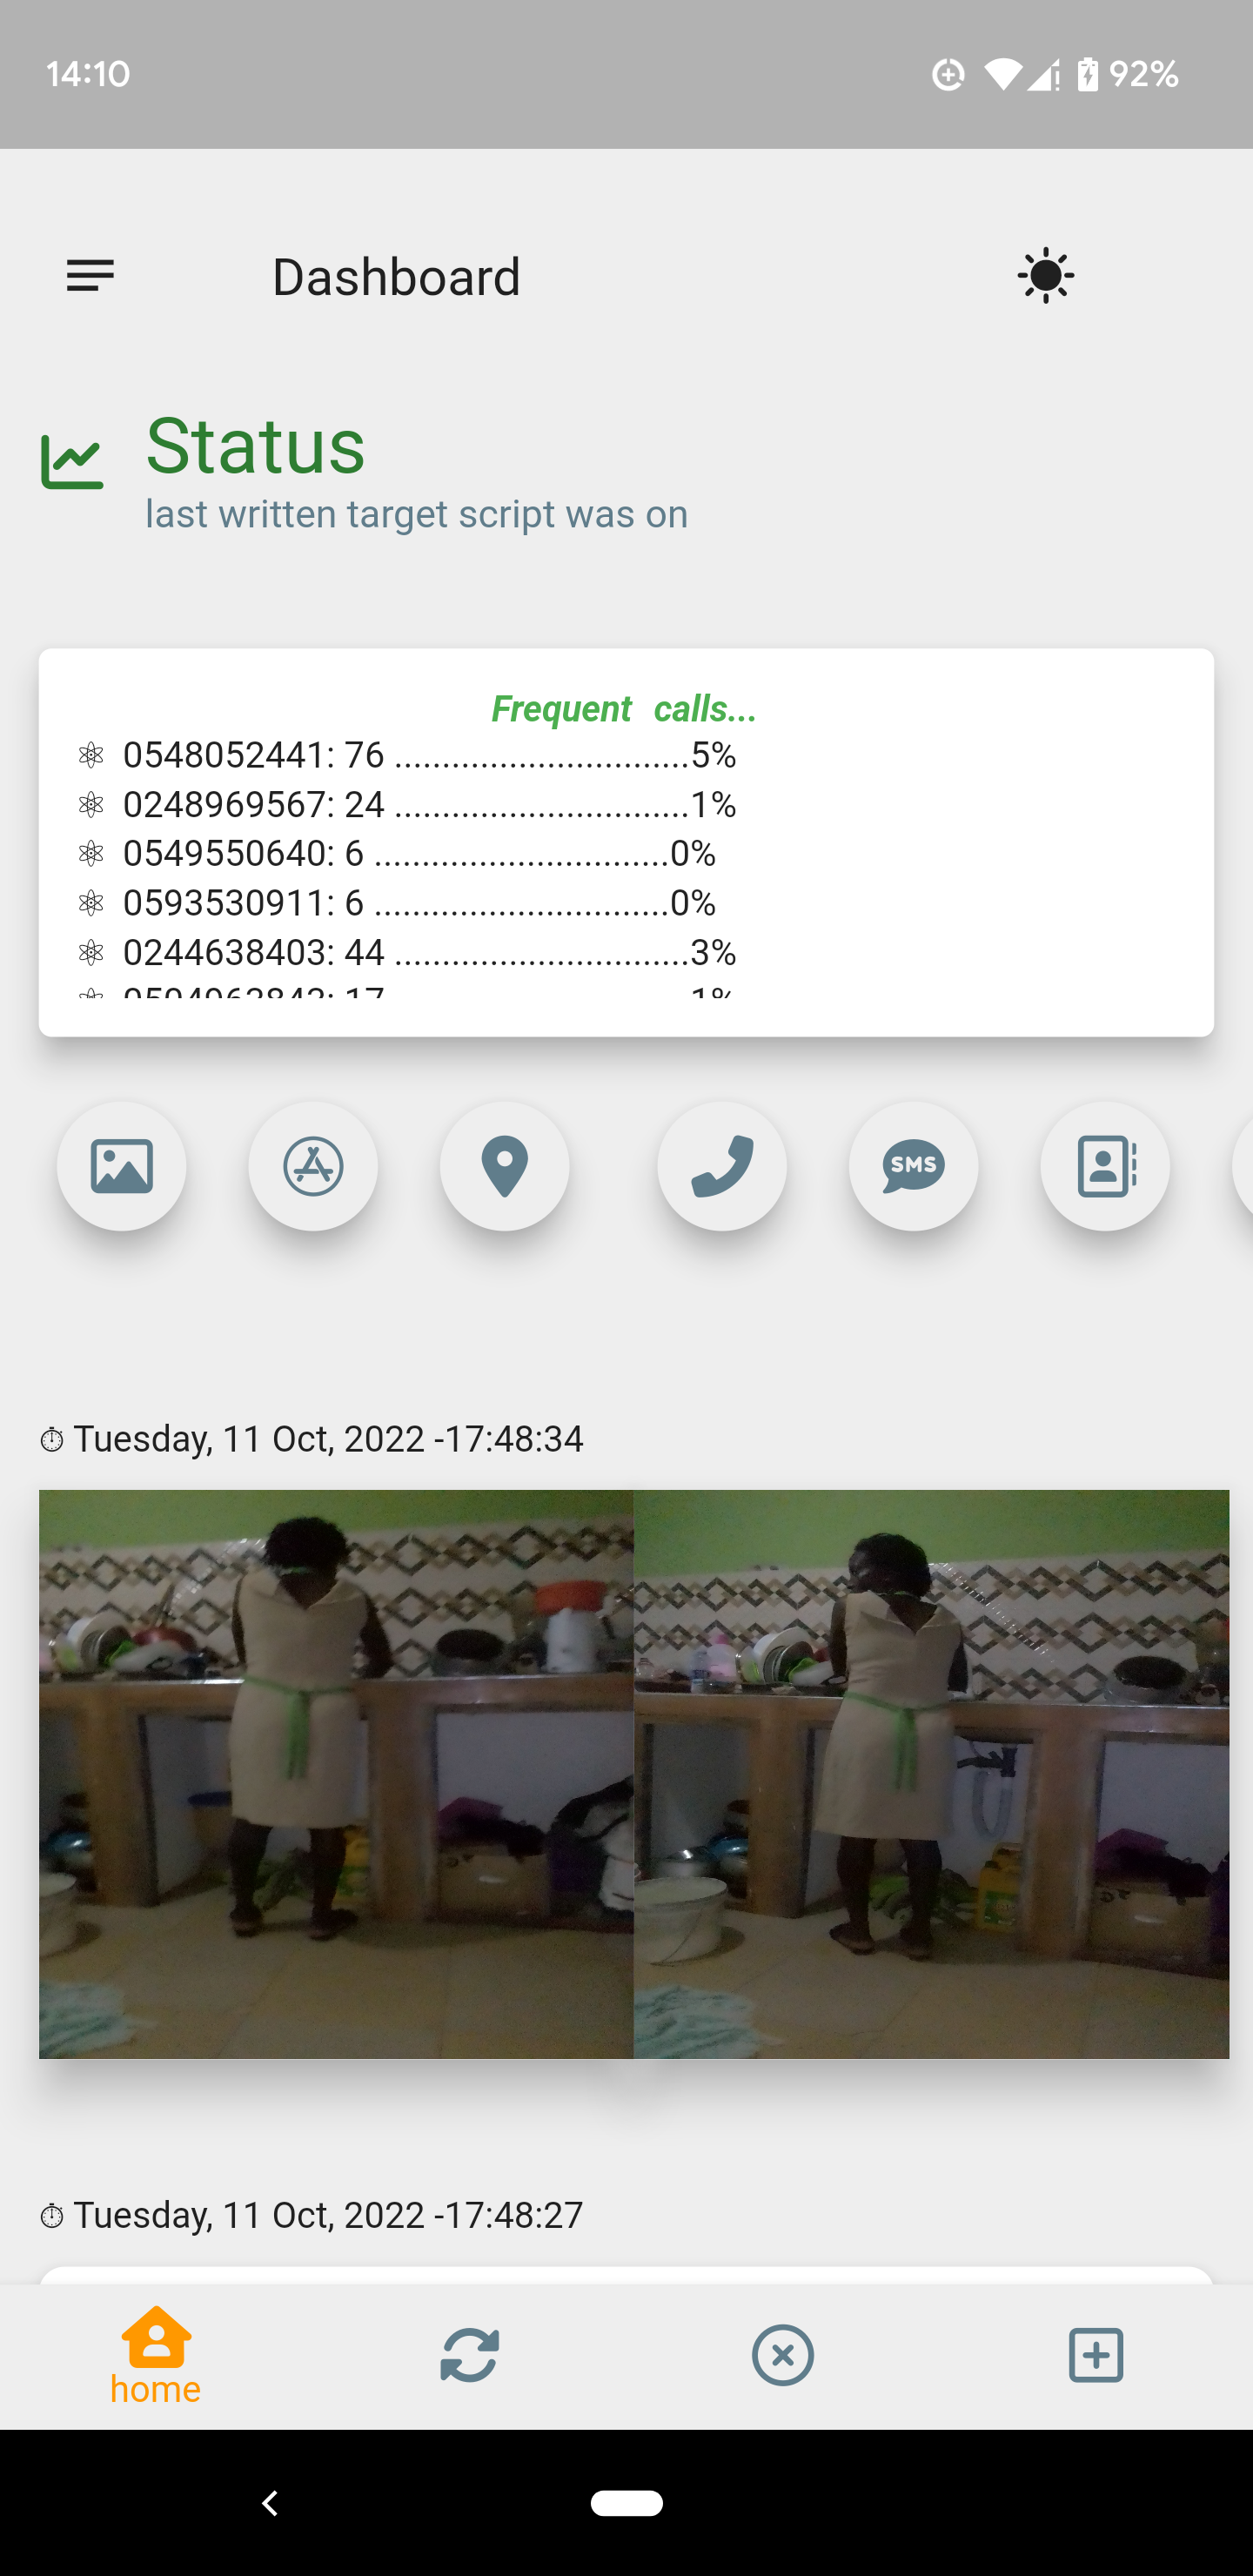 14:10
92%
Dashboard
Status
last written target script was on
Frequent calls...
0548052441: 76 ...............................5%
0248969567: 24 ...............................1%
0549550640: 6 ...............................0%
0593530911: 6 ...............................0%
0244638403: 44 ...............................3%
SMS
Tuesday, 11 Oct, 2022 -17:48:34
Tuesday, 11 Oct, 2022 -17:48:27
home